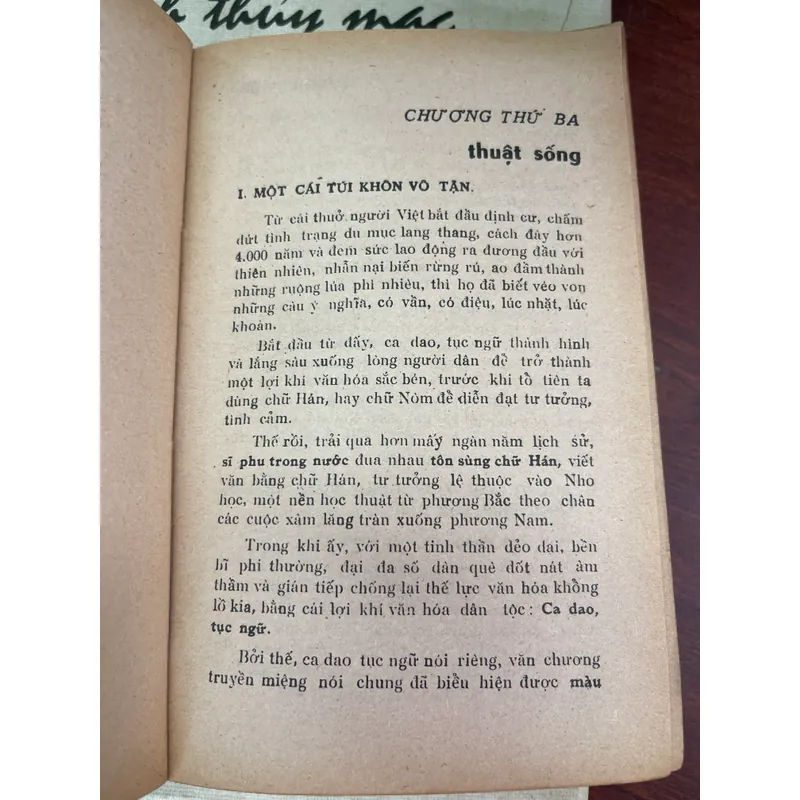 h thúy mạc
CHƯƠNG THỨ BA
thuật sống
I. MỘT CÁI TÚI KHÔN VÔ TẬN.
Từ cái thuở người Việt bắt đầu định cư, chấm
dứt tình trạng du mục lang thang, cách đây hơn
4.000 năm và đem sức lao động ra đương đầu với
thiên nhiên, nhẫn nại biến rừng rú, ao đầm thành
những ruộng lúa phì nhiêu, thì họ đã biết véo von
những câu ý nghĩa, có vần, có điệu, lúc nhặt, lúc
khoan.
Bắt đầu từ đấy, ca dao, tục ngữ thành hình
và lắng sâu xuống lòng người dân để trở thành
một lợi khí văn hóa sắc bén, trước khi tổ tiên ta
dùng chữ Hán, hay chữ Nôm để diễn đạt tư tưởng,
tình cảm.
Thế rồi, trải qua hơn mấy ngàn năm lịch sử,
sĩ phu trong nước đua nhau tôn sùng chữ Hán, viết
văn bằng chữ Hán, tư tưởng lệ thuộc vào Nho
học, một nền học thuật từ phương Bắc theo chân
các cuộc xâm lăng tràn xuống phương Nam.
Trong khi ấy, với một tinh thần dẻo dai, bền
bỉ phi thường, đại đa số dân quê dốt nát âm
thầm và gián tiếp chống lại thế lực văn hóa khổng
lồ kia, bằng cái lợi khí văn hóa dân tộc : Ca dao,
tục ngữ.
Bởi thế, ca dao tục ngữ nói riêng, văn chương
truyền miệng nói chung đã biểu hiện được màu